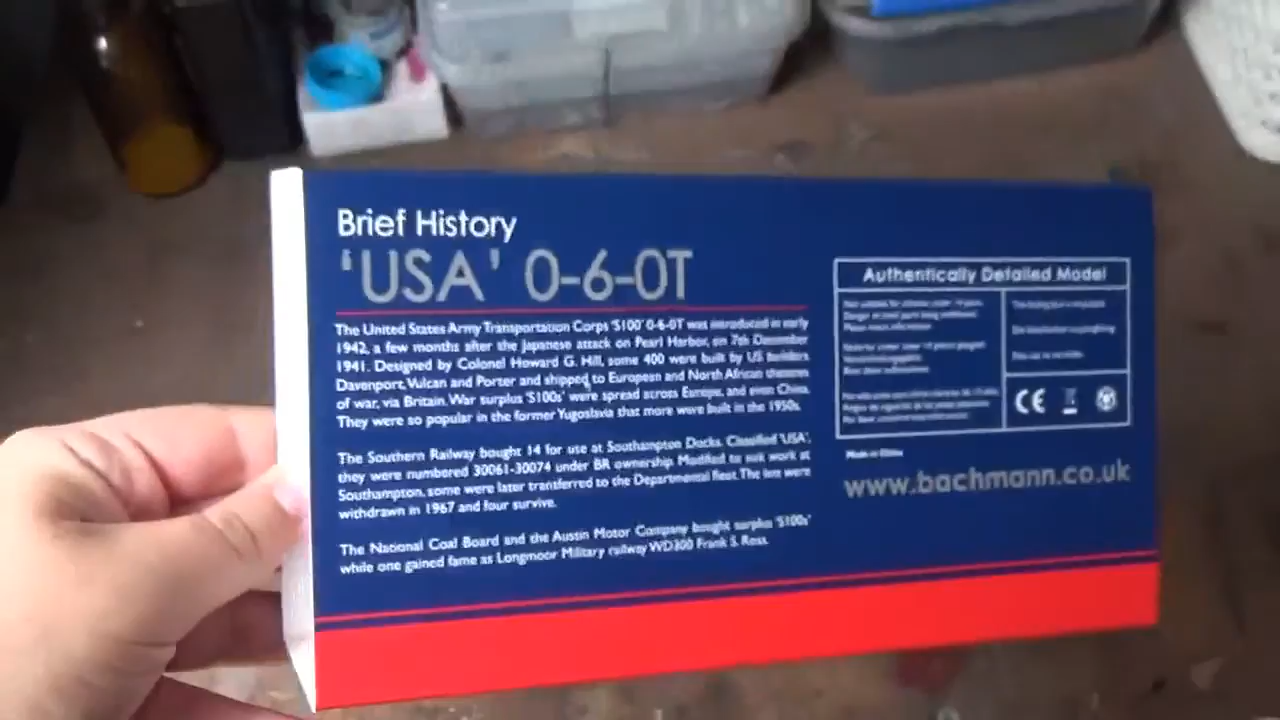 Brief History
'USA' 0-6-0T
The United States Army Transportation Corps 'S100' 0-6-0T was introduced in early
1942, a few months after the Japanese attack on Pearl Harbor, on 7th December
1941. Designed by Colonel Howard G. Hill, some 400 were built by US builders
Davenport, Vulcan and Porter and shipped to European and North African theatres
of war, via Britain. War surplus 'S100s' were spread across Europe, and even China.
They were so popular in the former Yugoslavia that more were built in the 1950s.
The Southern Railway bought 14 for use at Southampton Docks. Classified 'USA',
they were numbered 30061-30074 under BR ownership. Modified to suit work at
Southampton, some were later transferred to the Departmental fleet. The last were
withdrawn in 1967 and four survive.
The National Coal Board and the Austin Motor Company bought surplus 'S100s'
while one gained fame as Longmoor Military railway WD300 Frank S. Ross.
Authentically Detailed Model
CE
Made in China
www.bachmann.co.uk